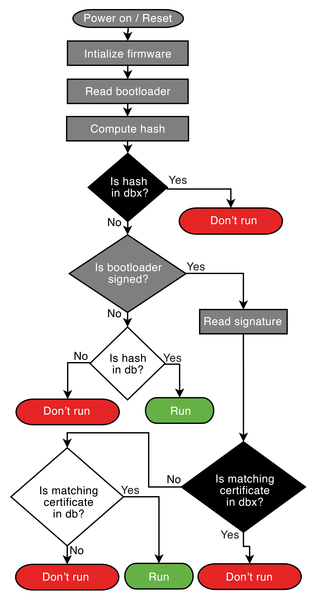 Power on / Reset
Intialize firmware
Read bootloader
Compute hash
Is hash
in dbx?
Yes
No
Don't run
Is bootloader
signed?
Yes
No
Read signature
Is hash
in db?
No
Yes
Don't run
Run
Is matching
certificate
in db?
No
Is matching
certificate
in dbx?
Yes
No
Yes
Don't run
Run
Don't run